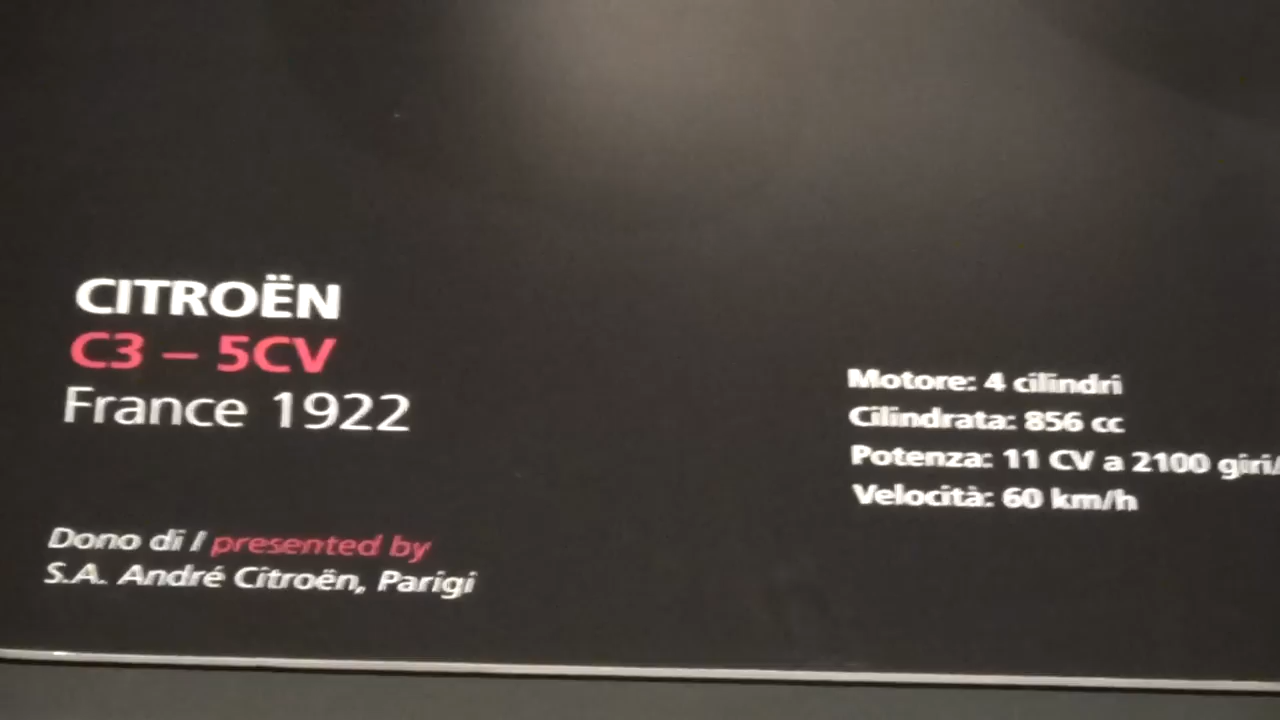 CITROËN
C3 – 5CV
France 1922
Dono di / presented by
S.A. André Citroën, Parigi
Motore: 4 cilindri
Cilindrata: 856 cc
Potenza: 11 CV a 2100 giri/
Velocità: 60 km/h